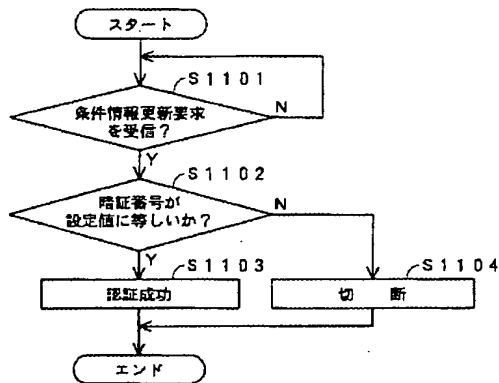 スタート
S1101
条件情報更新要求
を受信？
N
Y
S1102
暗証番号が
設定値に等しいか？
N
Y
S1103
認証成功
S1104
切　断
エンド